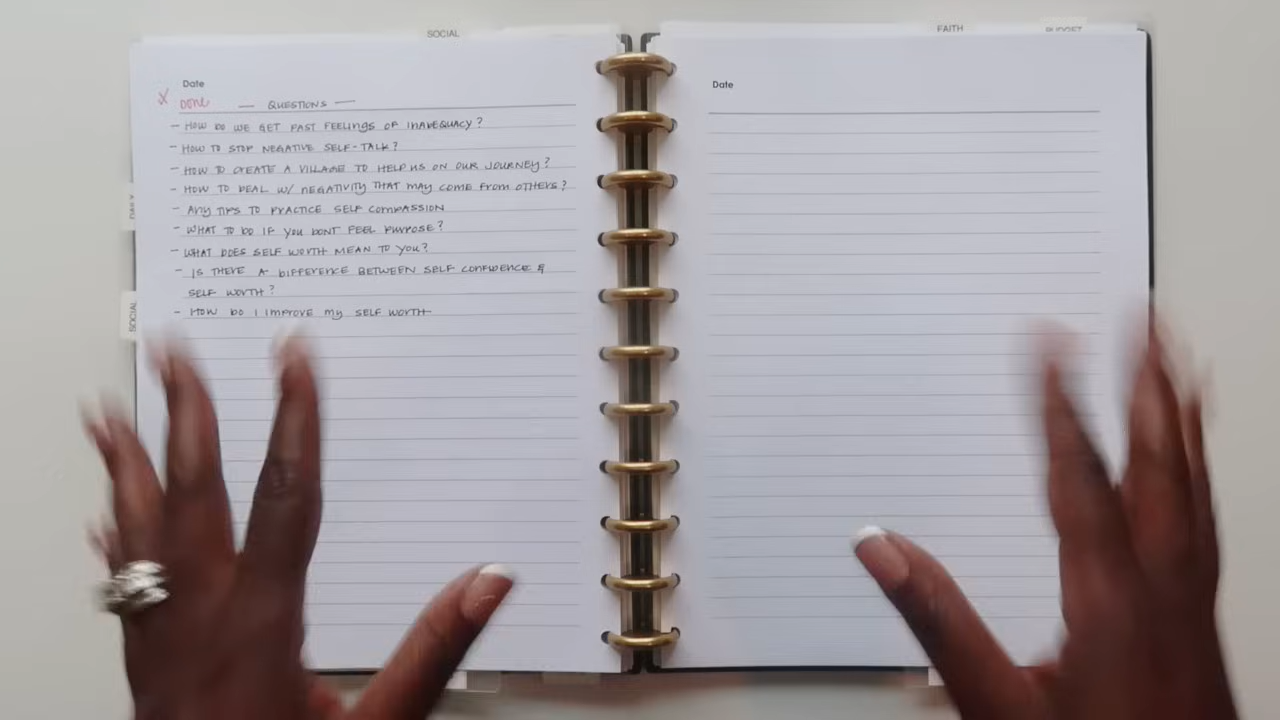 SOCIAL
FAITH
BUDGET
Date
Date
X DONE — QUESTIONS —
- HOW DO WE GET PAST FEELINGS OF INADEQUACY?
- HOW TO STOP NEGATIVE SELF-TALK?
- HOW TO CREATE A VILLAGE TO HELP US ON OUR JOURNEY?
- HOW TO DEAL W/ NEGATIVITY THAT MAY COME FROM OTHERS?
- ANY TIPS TO PRACTICE SELF COMPASSION
- WHAT TO DO IF YOU DONT FEEL PURPOSE?
- WHAT DOES SELF WORTH MEAN TO YOU?
- IS THERE A DIFFERENCE BETWEEN SELF CONFIDENCE &
SELF WORTH?
- HOW DO I IMPROVE MY SELF WORTH
DAILY
SOCIAL